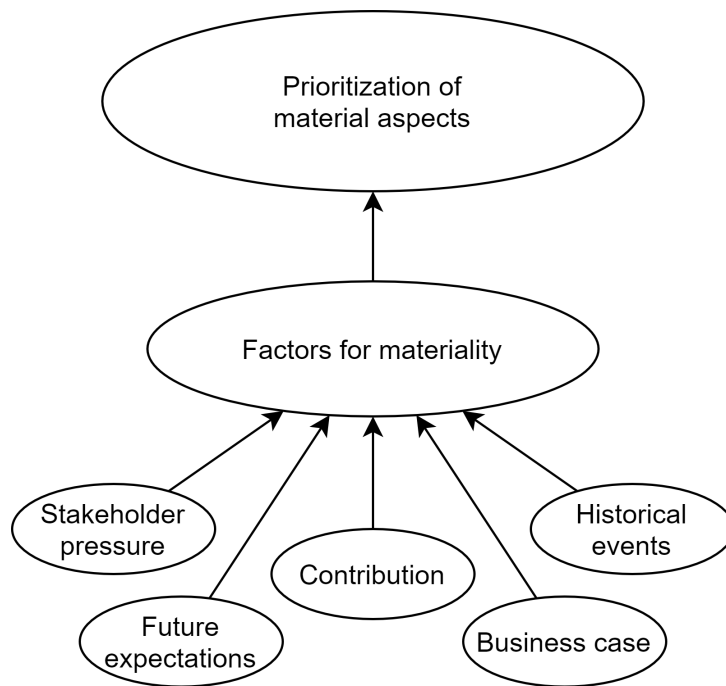 Prioritization of
material aspects
Factors for materiality
Stakeholder
pressure
Historical
events
Contribution
Future
expectations
Business case